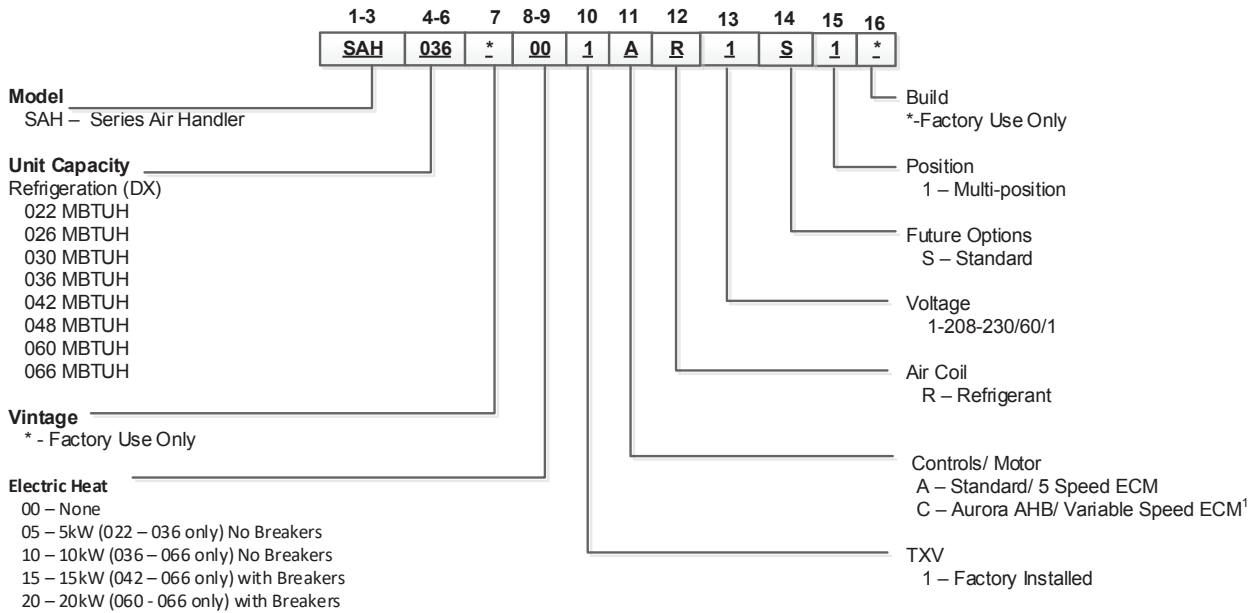 1-3 4-6 7 8-9 10 11 12 13 14 15 16
SAH 036 * 00 1 A R 1 S 1 *
Model
SAH – Series Air Handler
Unit Capacity
Refrigeration (DX)
022 MBTUH
026 MBTUH
030 MBTUH
036 MBTUH
042 MBTUH
048 MBTUH
060 MBTUH
066 MBTUH
Vintage
* - Factory Use Only
Electric Heat
00 – None
05 – 5kW (022 – 036 only) No Breakers
10 – 10kW (036 – 066 only) No Breakers
15 – 15kW (042 – 066 only) with Breakers
20 – 20kW (060 - 066 only) with Breakers
Build
*-Factory Use Only
Position
1 – Multi-position
Future Options
S – Standard
Voltage
1-208-230/60/1
Air Coil
R – Refrigerant
Controls/ Motor
A – Standard/ 5 Speed ECM
C – Aurora AHB/ Variable Speed ECM¹
TXV
1 – Factory Installed